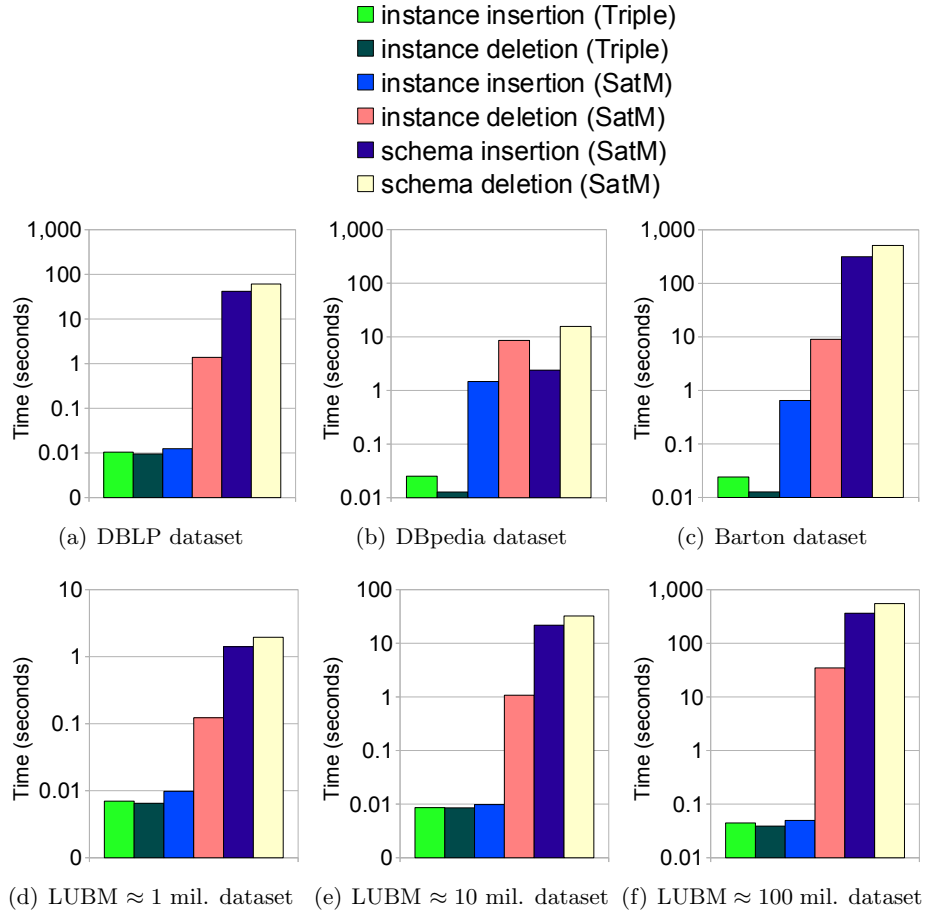 instance insertion (Triple)
instance deletion (Triple)
instance insertion (SatM)
instance deletion (SatM)
schema insertion (SatM)
schema deletion (SatM)
Time (seconds)
1,000
100
10
1
0.1
0.01
0
(a) DBLP dataset
Time (seconds)
1,000
100
10
1
0.1
0.01
(b) DBpedia dataset
Time (seconds)
1,000
100
10
1
0.1
0.01
(c) Barton dataset
Time (seconds)
10
1
0.1
0.01
0
(d) LUBM ≈ 1 mil. dataset
Time (seconds)
100
10
1
0.1
0.01
0
(e) LUBM ≈ 10 mil. dataset
Time (seconds)
1,000
100
10
1
0.1
0.01
(f) LUBM ≈ 100 mil. dataset